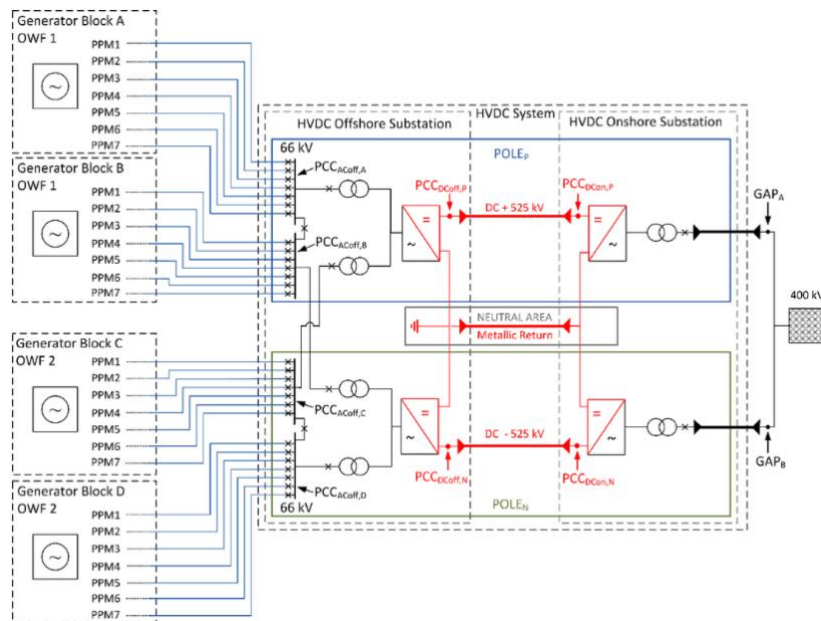 Generator Block A
OWF 1
PPM1
PPM2
PPM3
PPM4
PPM5
PPM6
PPM7
Generator Block B
OWF 1
PPM1
PPM2
PPM3
PPM4
PPM5
PPM6
PPM7
Generator Block C
OWF 2
PPM1
PPM2
PPM3
PPM4
PPM5
PPM6
PPM7
Generator Block D
OWF 2
PPM1
PPM2
PPM3
PPM4
PPM5
PPM6
PPM7
HVDC Offshore Substation
HVDC System
HVDC Onshore Substation
66 kV
POLEP
PCCACoff,A
PCCACoff,B
PCCDCoff,P
DC + 525 kV
PCCDCon,P
GAPA
400 kV
NEUTRAL AREA
Metallic Return
PCCACoff,C
PCCACoff,D
66 kV
DC - 525 kV
PCCDCoff,N
PCCDCon,N
GAPB
POLEN